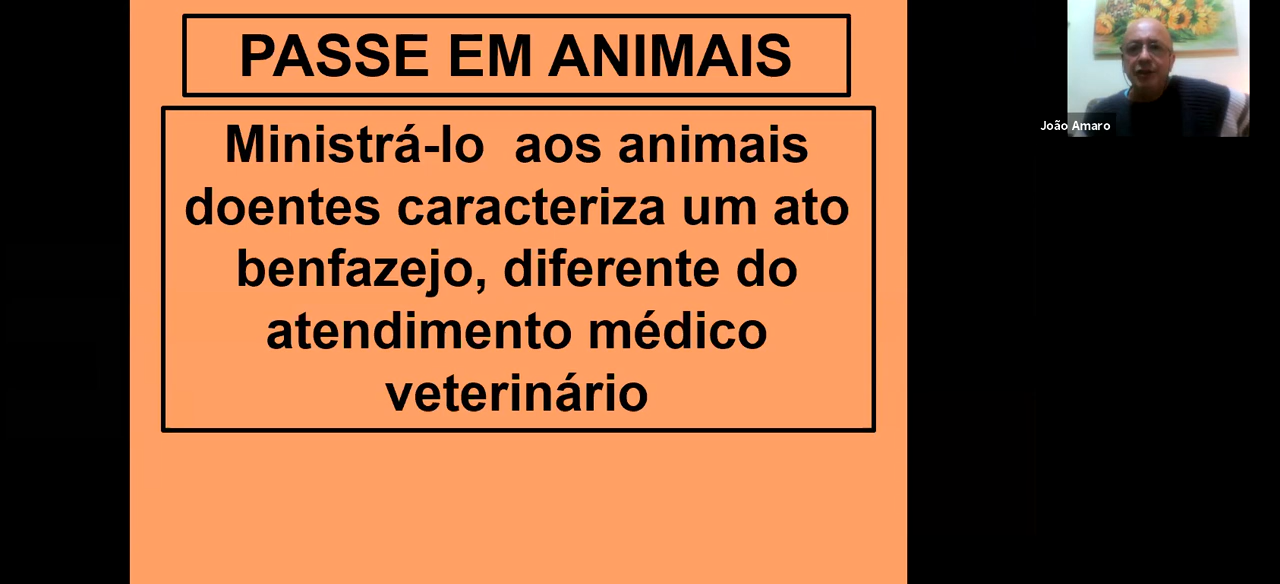 PASSE EM ANIMAIS
Ministrá-lo  aos animais
doentes caracteriza um ato
benfazejo, diferente do
atendimento médico
veterinário
João Amaro